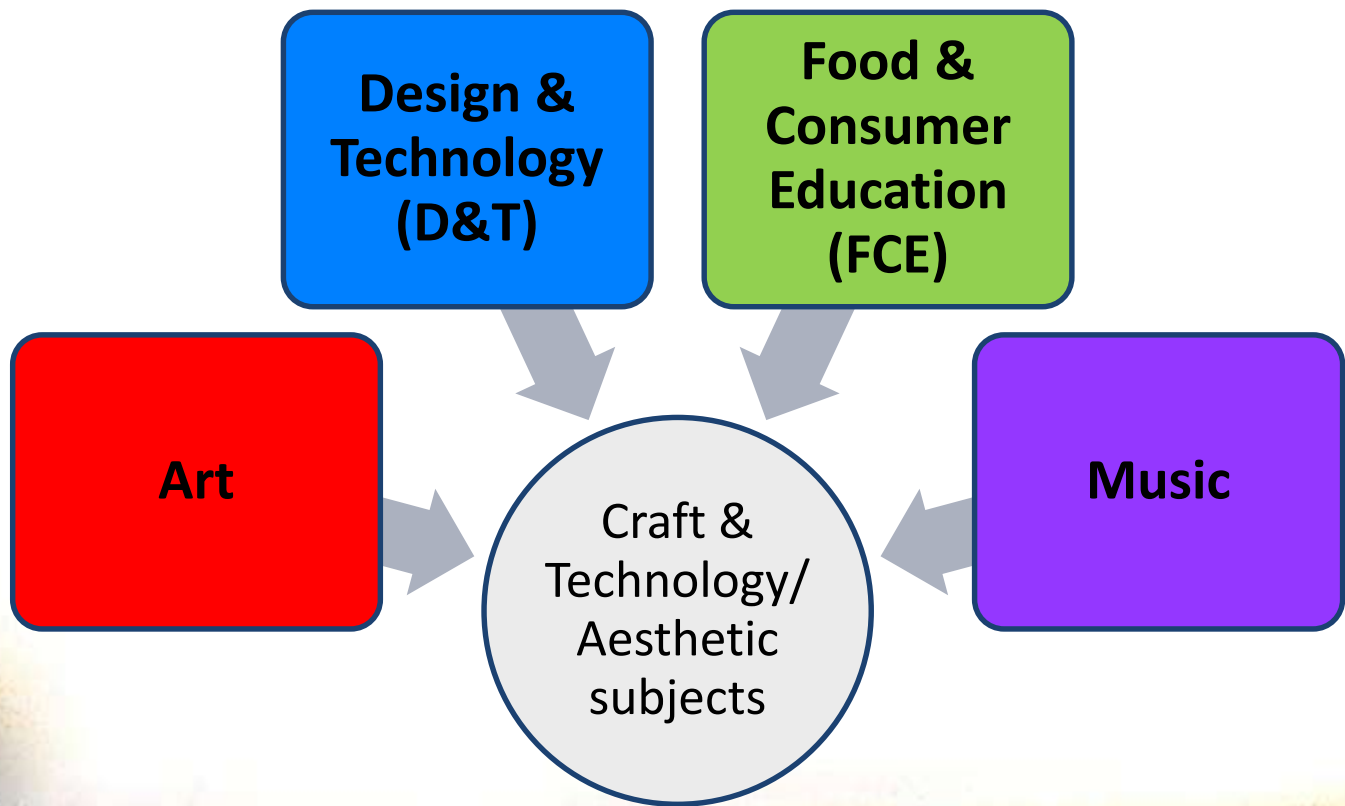 Design &
Technology
(D&T)
Food &
Consumer
Education
(FCE)
Art
Music
Craft &
Technology/
Aesthetic
subjects